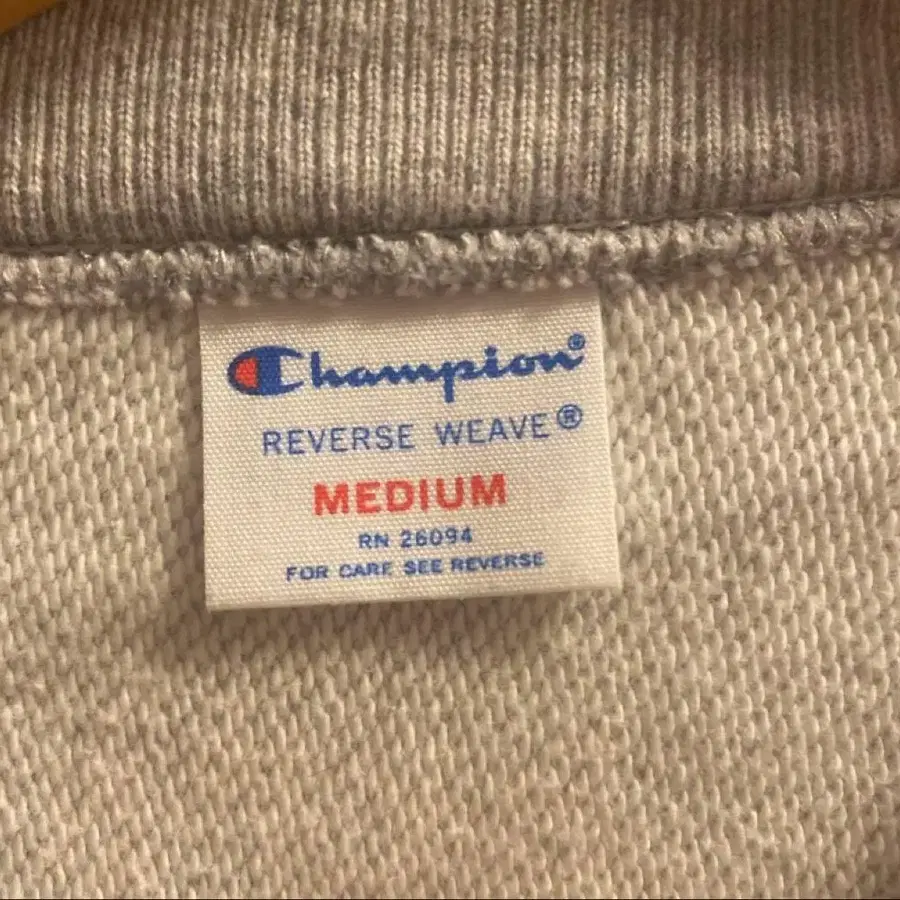 Champion®
REVERSE WEAVE®
MEDIUM
RN 26094
FOR CARE SEE REVERSE